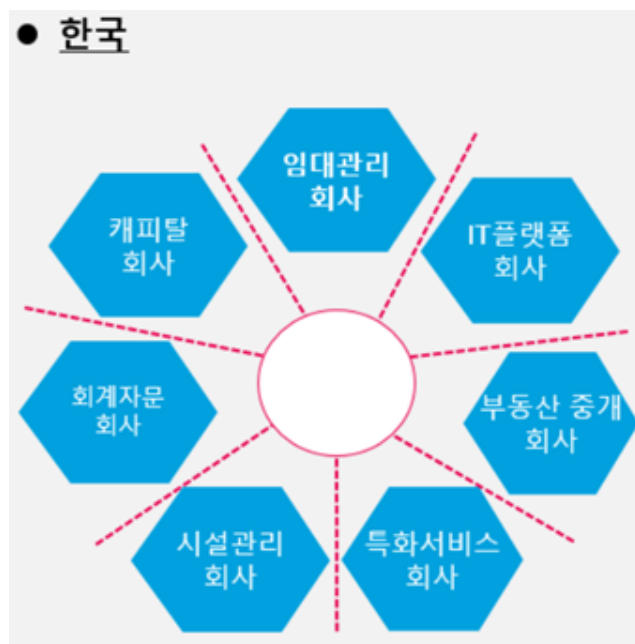 ● 한국
임대관리
회사
IT플랫폼
회사
부동산 중개
회사
특화서비스
회사
시설관리
회사
회계자문
회사
캐피탈
회사